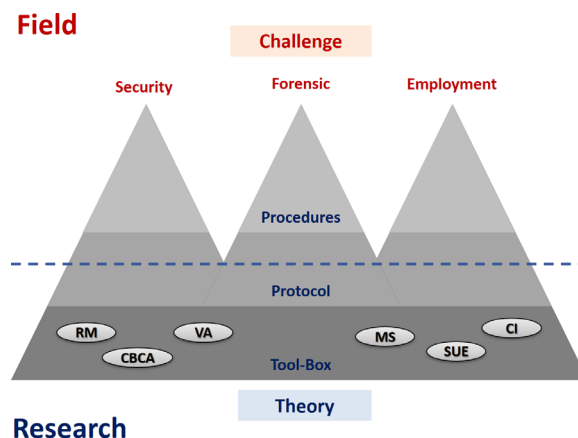 Field
Challenge
Security
Forensic
Employment
Procedures
Protocol
RM
VA
MS
CI
CBCA
SUE
Tool-Box
Theory
Research